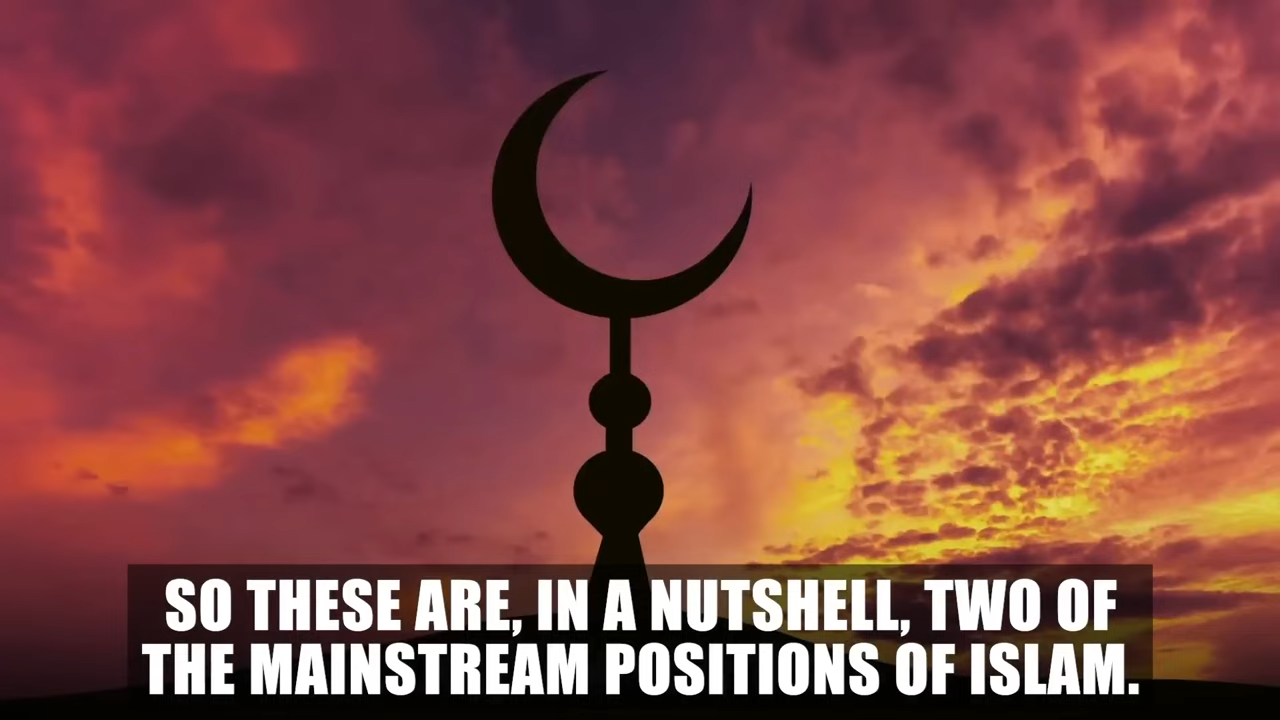 SO THESE ARE, IN A NUTSHELL, TWO OF
THE MAINSTREAM POSITIONS OF ISLAM.